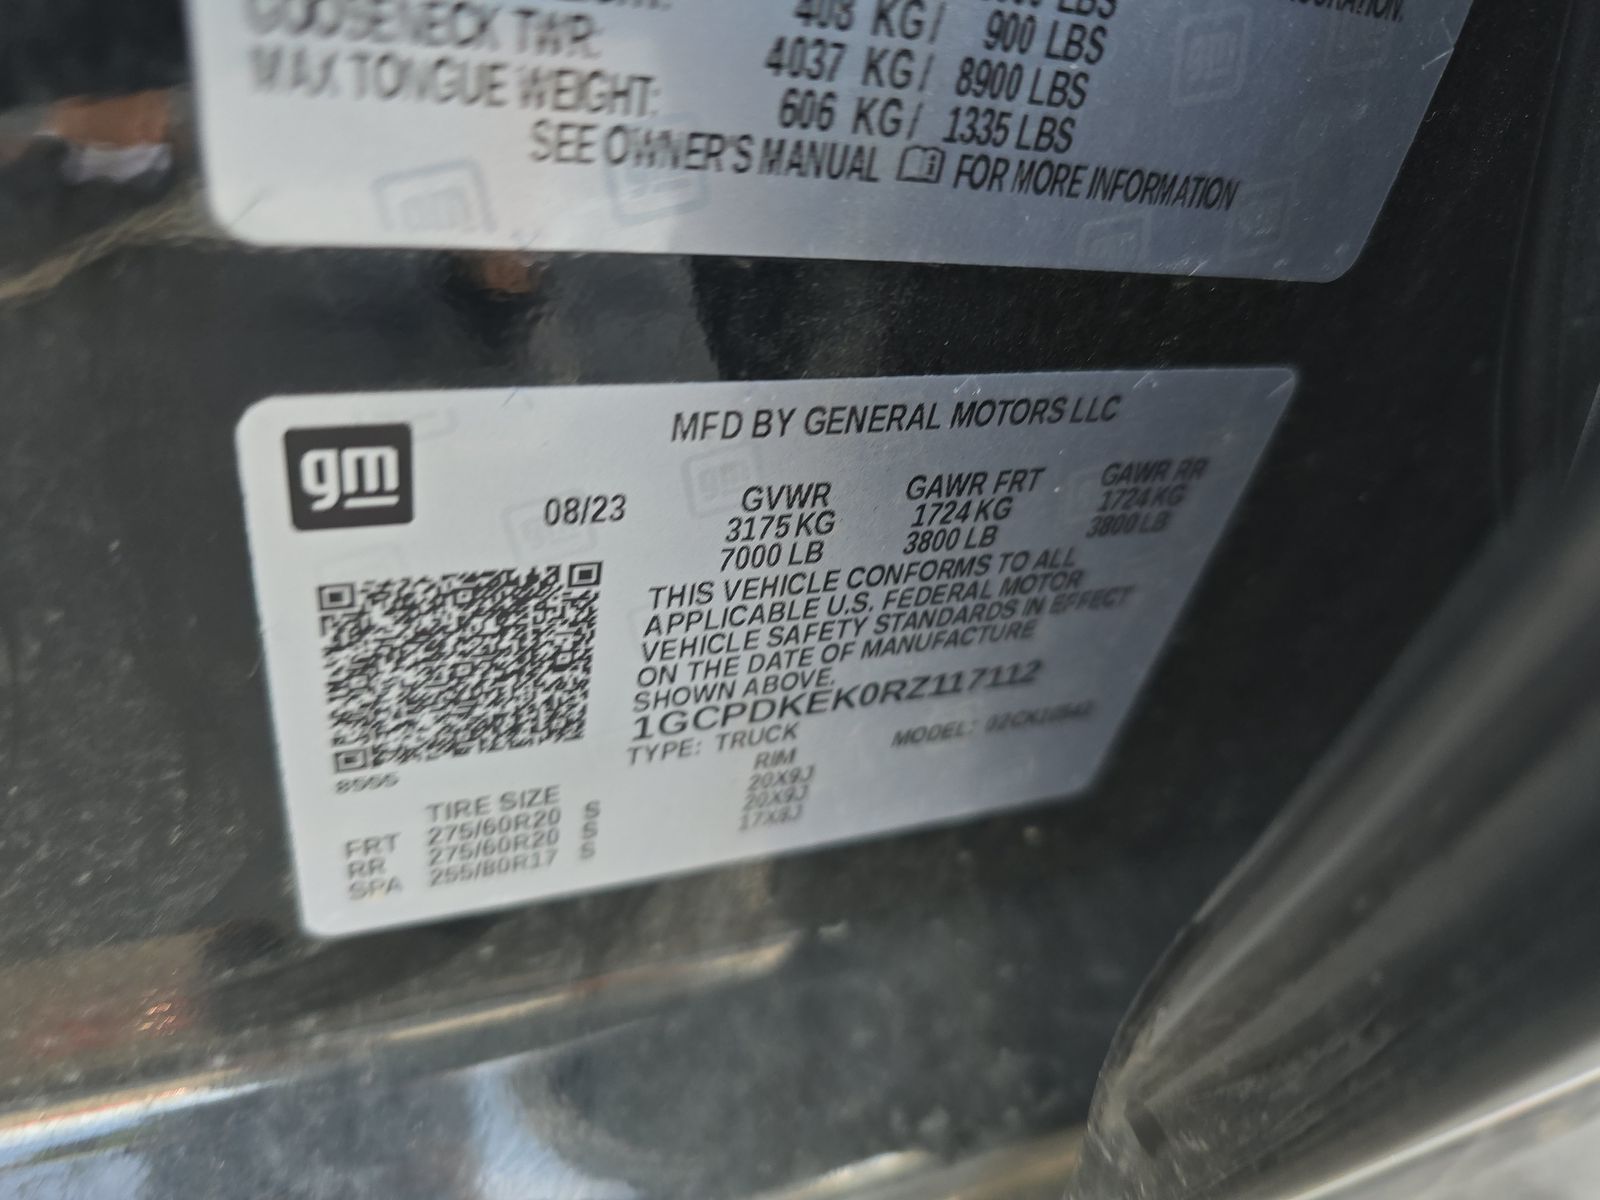 403 KG/ 900 LBS
GOOSENECK TWR: 4037 KG/ 8900 LBS
MAX TONGUE WEIGHT: 606 KG/ 1335 LBS
SEE OWNER'S MANUAL FOR MORE INFORMATION
gm
MFD BY GENERAL MOTORS LLC
08/23 GVWR GAWR FRT GAWR RR
3175 KG 1724 KG 1724 KG
7000 LB 3800 LB 3800 LB
THIS VEHICLE CONFORMS TO ALL
APPLICABLE U.S. FEDERAL MOTOR
VEHICLE SAFETY STANDARDS IN EFFECT
ON THE DATE OF MANUFACTURE
SHOWN ABOVE.
1GCPDKEK0RZ117112
TYPE: TRUCK MODEL:
TIRE SIZE RIM
FRT 275/60R20 S 20X9J
RR 275/60R20 S 20X9J
SPA 255/80R17 S 17X8J